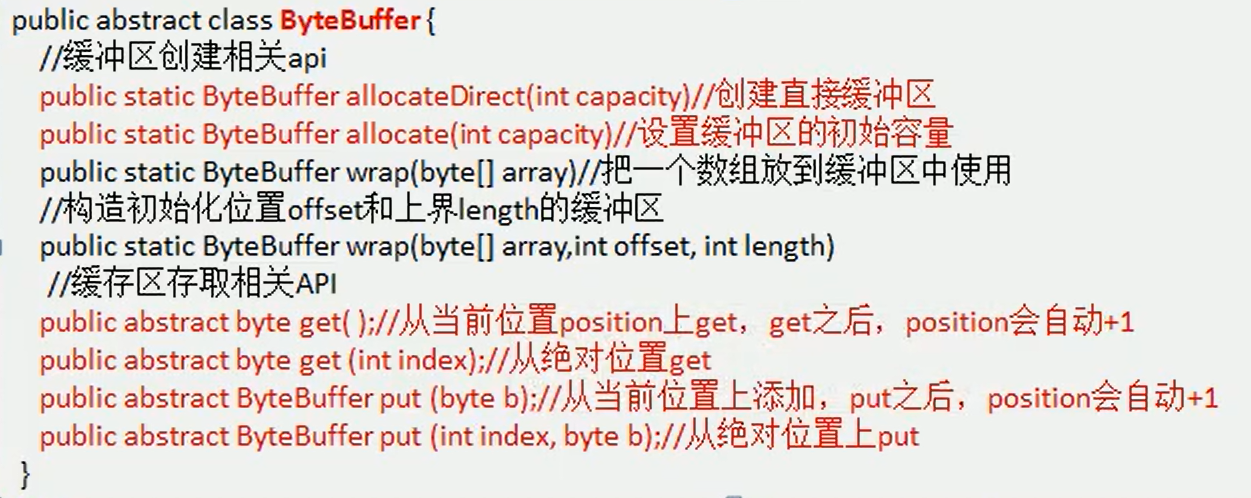 public abstract class ByteBuffer {
//缓冲区创建相关api
public static ByteBuffer allocateDirect(int capacity)//创建直接缓冲区
public static ByteBuffer allocate(int capacity)//设置缓冲区的初始容量
public static ByteBuffer wrap(byte[] array)//把一个数组放到缓冲区中使用
//构造初始化位置offset和上界length的缓冲区
public static ByteBuffer wrap(byte[] array,int offset, int length)
//缓存区存取相关API
public abstract byte get( );//从当前位置position上get，get之后，position会自动+1
public abstract byte get (int index);//从绝对位置get
public abstract ByteBuffer put (byte b);//从当前位置上添加，put之后，position会自动+1
public abstract ByteBuffer put (int index, byte b);//从绝对位置上put
}